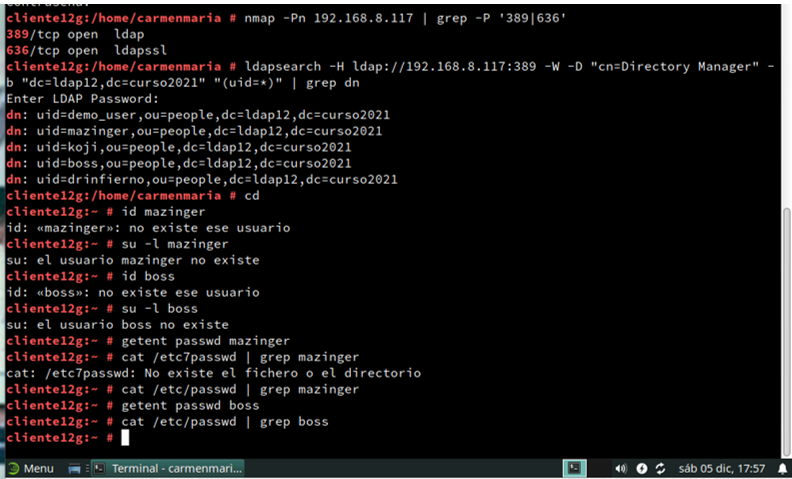 contraseña:
cliente12g:/home/carmenmaria # nmap -Pn 192.168.8.117 | grep -P '389|636'
389/tcp open  ldap
636/tcp open  ldapssl
cliente12g:/home/carmenmaria # ldapsearch -H ldap://192.168.8.117:389 -W -D "cn=Directory Manager" -
b "dc=ldap12,dc=curso2021" "(uid=*)" | grep dn
Enter LDAP Password:
dn: uid=demo_user,ou=people,dc=ldap12,dc=curso2021
dn: uid=mazinger,ou=people,dc=ldap12,dc=curso2021
dn: uid=koji,ou=people,dc=ldap12,dc=curso2021
dn: uid=boss,ou=people,dc=ldap12,dc=curso2021
dn: uid=drinfierno,ou=people,dc=ldap12,dc=curso2021
cliente12g:/home/carmenmaria # cd
cliente12g:~ # id mazinger
id: «mazinger»: no existe ese usuario
cliente12g:~ # su -l mazinger
su: el usuario mazinger no existe
cliente12g:~ # id boss
id: «boss»: no existe ese usuario
cliente12g:~ # su -l boss
su: el usuario boss no existe
cliente12g:~ # getent passwd mazinger
cliente12g:~ # cat /etc7passwd | grep mazinger
cat: /etc7passwd: No existe el fichero o el directorio
cliente12g:~ # cat /etc/passwd | grep mazinger
cliente12g:~ # getent passwd boss
cliente12g:~ # cat /etc/passwd | grep boss
cliente12g:~ #
Menu Terminal - carmenmari... sáb 05 dic, 17:57